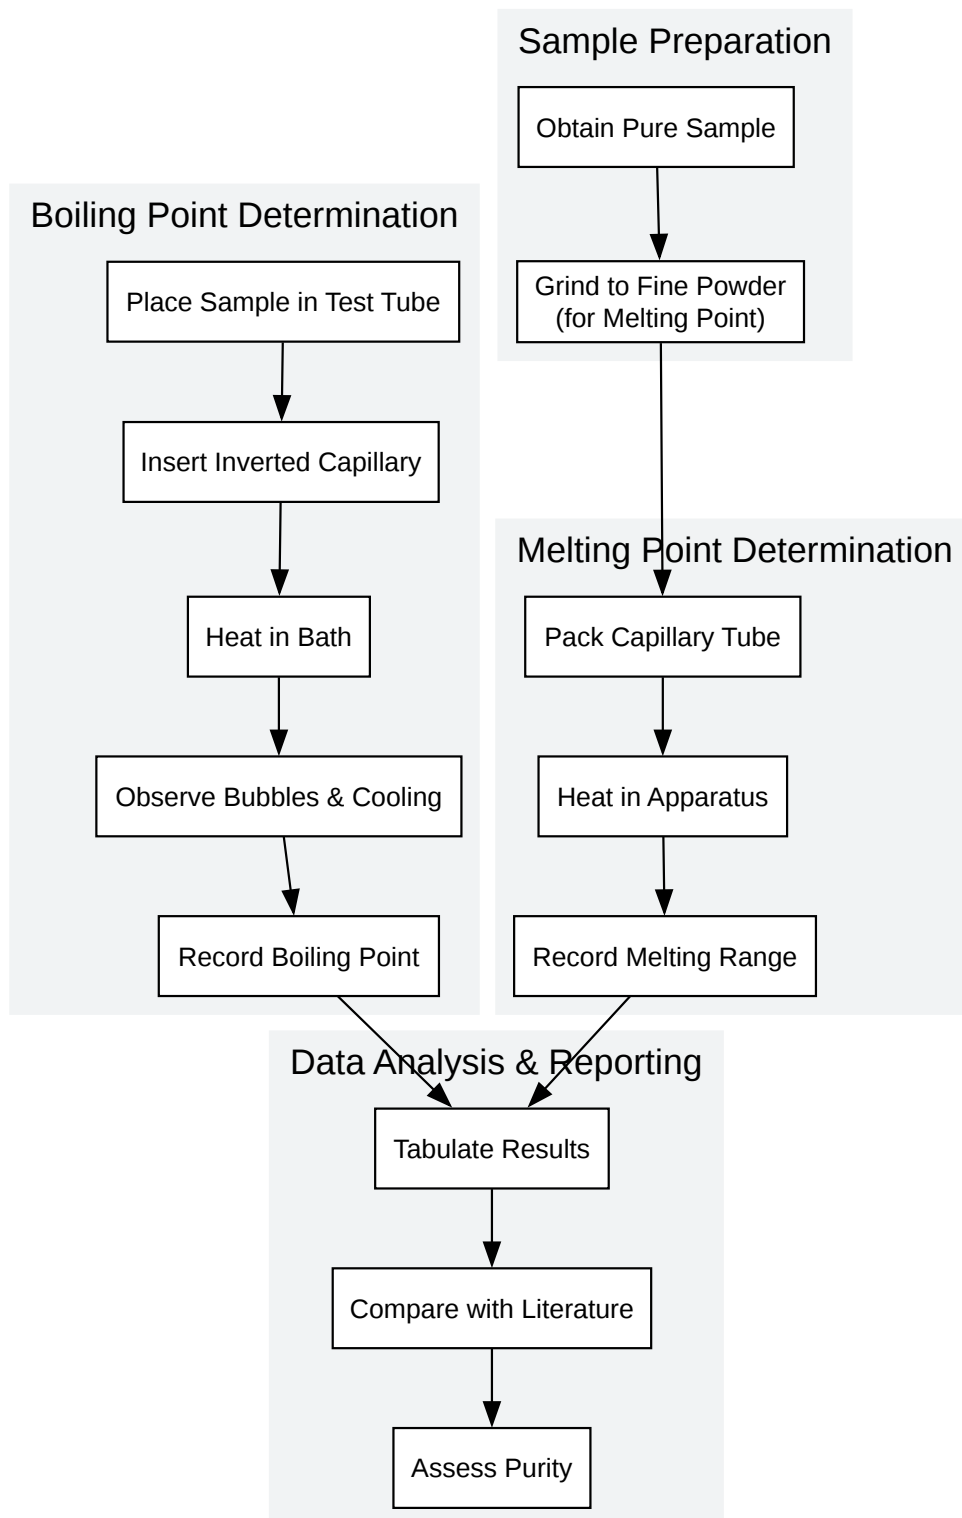 Sample Preparation
Obtain Pure Sample
Grind to Fine Powder
(for Melting Point)
Boiling Point Determination
Place Sample in Test Tube
Insert Inverted Capillary
Heat in Bath
Observe Bubbles & Cooling
Record Boiling Point
Melting Point Determination
Pack Capillary Tube
Heat in Apparatus
Record Melting Range
Data Analysis & Reporting
Tabulate Results
Compare with Literature
Assess Purity